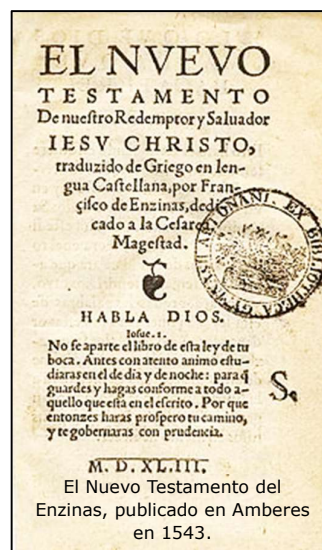 EL NVEVO
TESTAMENTO
De nuestro Redemptor y Saluador
IESV CHRISTO,
traduzido de Griego en len-
gua Castellana, por Fran-
çisco de Enzinas, dedi-
cado a la Cesarea
Magestad.
HABLA DIOS.
Iosue. 1.
No se aparte el libro de esta ley de tu
boca. Antes con atento animo estu-
diaras en el de dia y de noche: para q̃
guardes y hagas conforme a todo a-
quello que esta en el escrito. Por que
entonzes haras prospero tu camino,
y te gobernaras con prudencia.
S.
M. D. XLIII.
EX BIBLIOTHECA
El Nuevo Testamento del
Enzinas, publicado en Amberes
en 1543.